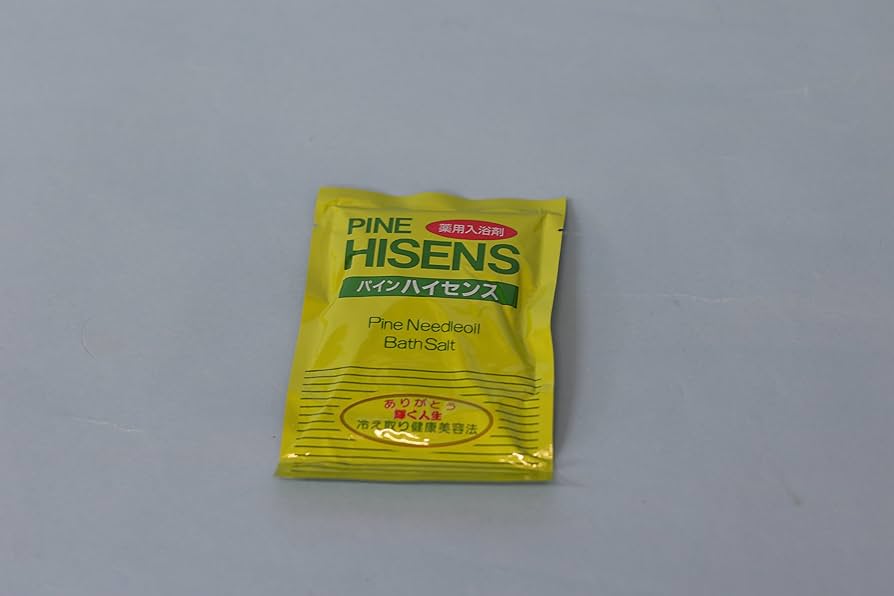 PINE 薬用入浴剤
HISENS
パインハイセンス
Pine Needleoil
Bath Salt
ありがとう
輝く人生
冷え取り健康美容法